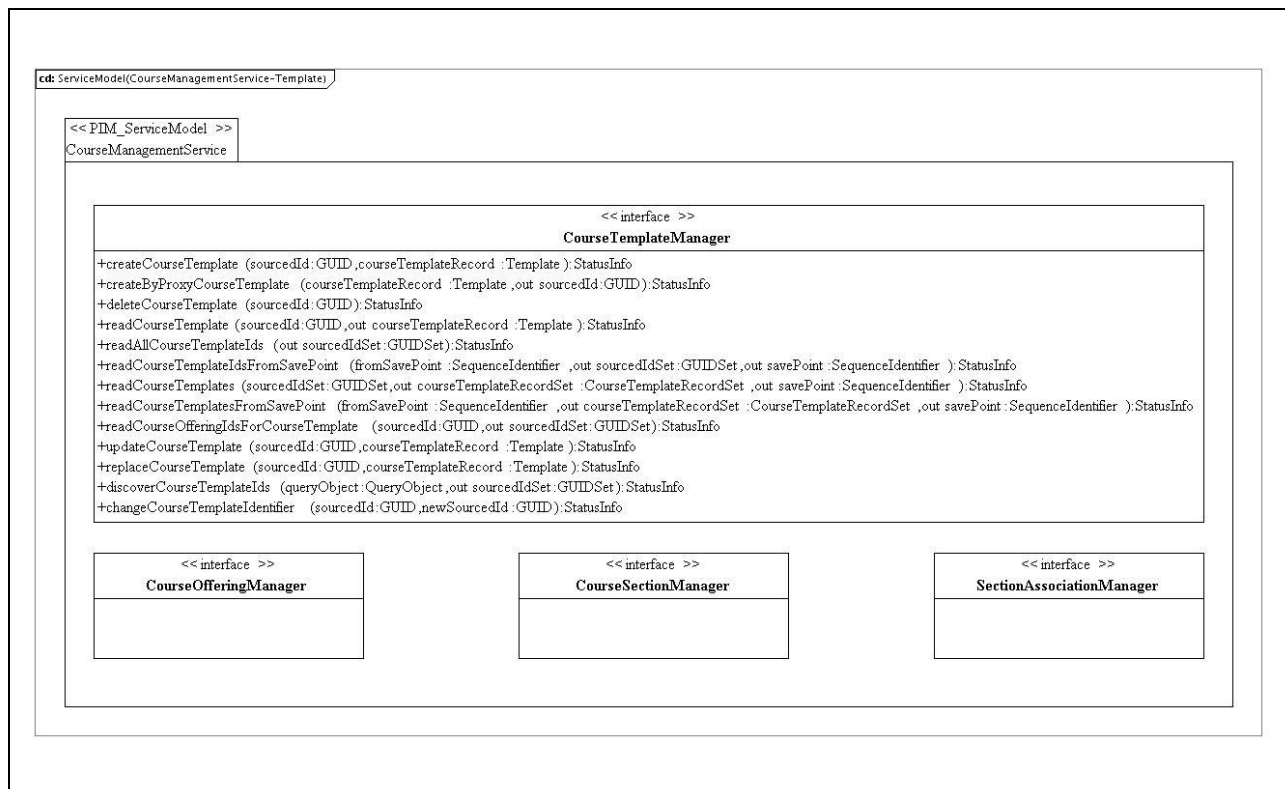 cd: ServiceModel(CourseManagementService-Template)
<< PIM_ServiceModel >>
CourseManagementService
<< interface >>
CourseTemplateManager
+createCourseTemplate (sourcedId:GUID,courseTemplateRecord :Template ):StatusInfo
+createByProxyCourseTemplate (courseTemplateRecord :Template ,out sourcedId:GUID):StatusInfo
+deleteCourseTemplate (sourcedId:GUID):StatusInfo
+readCourseTemplate (sourcedId:GUID,out courseTemplateRecord :Template ):StatusInfo
+readAllCourseTemplateIds (out sourcedIdSet:GUIDSet):StatusInfo
+readCourseTemplateIdsFromSavePoint (fromSavePoint :SequenceIdentifier ,out sourcedIdSet:GUIDSet,out savePoint :SequenceIdentifier ):StatusInfo
+readCourseTemplates (sourcedIdSet:GUIDSet,out courseTemplateRecordSet :CourseTemplateRecordSet ,out savePoint :SequenceIdentifier ):StatusInfo
+readCourseTemplatesFromSavePoint (fromSavePoint :SequenceIdentifier ,out courseTemplateRecordSet :CourseTemplateRecordSet ,out savePoint :SequenceIdentifier ):StatusInfo
+readCourseOfferingIdsForCourseTemplate (sourcedId:GUID,out sourcedIdSet:GUIDSet):StatusInfo
+updateCourseTemplate (sourcedId:GUID,courseTemplateRecord :Template ):StatusInfo
+replaceCourseTemplate (sourcedId:GUID,courseTemplateRecord :Template ):StatusInfo
+discoverCourseTemplateIds (queryObject:QueryObject,out sourcedIdSet:GUIDSet):StatusInfo
+changeCourseTemplateIdentifier (sourcedId:GUID,newSourcedId :GUID):StatusInfo
<< interface >>
CourseOfferingManager
<< interface >>
CourseSectionManager
<< interface >>
SectionAssociationManager